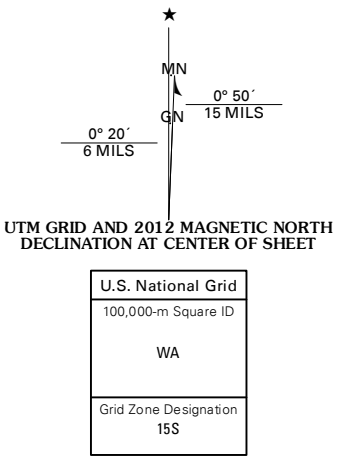 ★
MN
0° 50´
15 MILS
GN
0° 20´
6 MILS
UTM GRID AND 2012 MAGNETIC NORTH
DECLINATION AT CENTER OF SHEET
U.S. National Grid
100,000-m Square ID
WA
Grid Zone Designation
15S